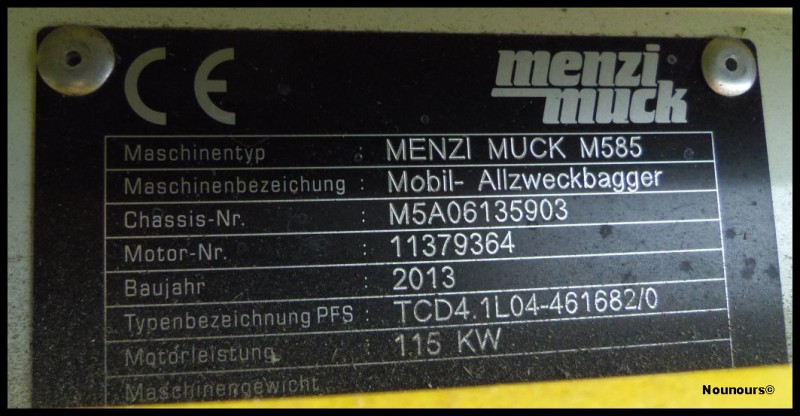 CE
menzi
muck
Maschinentyp : MENZI MUCK M585
Maschinenbezeichung : Mobil- Allzweckbagger
Chassis-Nr. : M5A06135903
Motor-Nr. : 11379364
Baujahr : 2013
Typenbezeichnung PFS : TCD4.1L04-461682/0
Motorleistung : 115 KW
Maschinengewicht
Nounours©